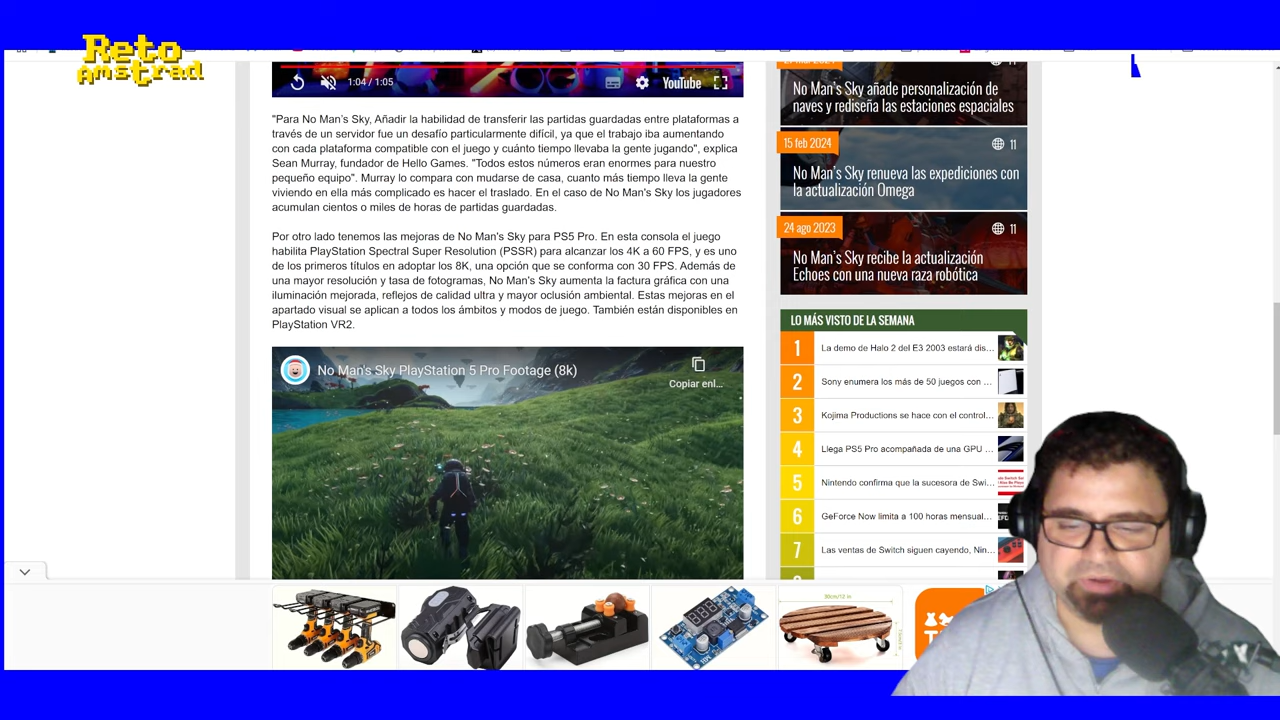 Reto
Amstrad
1:04 / 1:05
YouTube
"Para No Man's Sky, Añadir la habilidad de transferir las partidas guardadas entre plataformas a
través de un servidor fue un desafío particularmente difícil, ya que el trabajo iba aumentando
con cada plataforma compatible con el juego y cuánto tiempo llevaba la gente jugando", explica
Sean Murray, fundador de Hello Games. "Todos estos números eran enormes para nuestro
pequeño equipo". Murray lo compara con mudarse de casa, cuanto más tiempo lleva la gente
viviendo en ella más complicado es hacer el traslado. En el caso de No Man's Sky los jugadores
acumulan cientos o miles de horas de partidas guardadas.
Por otro lado tenemos las mejoras de No Man's Sky para PS5 Pro. En esta consola el juego
habilita PlayStation Spectral Super Resolution (PSSR) para alcanzar los 4K a 60 FPS, y es uno
de los primeros títulos en adoptar los 8K, una opción que se conforma con 30 FPS. Además de
una mayor resolución y tasa de fotogramas, No Man's Sky aumenta la factura gráfica con una
iluminación mejorada, reflejos de calidad ultra y mayor oclusión ambiental. Estas mejoras en el
apartado visual se aplican a todos los ámbitos y modos de juego. También están disponibles en
PlayStation VR2.
No Man's Sky PlayStation 5 Pro Footage (8k)
Copiar enl...
No Man's Sky añade personalización de
naves y rediseña las estaciones espaciales
15 feb 2024
11
No Man's Sky renueva las expediciones con
la actualización Omega
24 ago 2023
11
No Man's Sky recibe la actualización
Echoes con una nueva raza robótica
LO MÁS VISTO DE LA SEMANA
1 La demo de Halo 2 del E3 2003 estará dis...
2 Sony enumera los más de 50 juegos con ...
3 Kojima Productions se hace con el control...
4 Llega PS5 Pro acompañada de una GPU ...
5 Nintendo confirma que la sucesora de Swi...
6 GeForce Now limita a 100 horas mensual...
7 Las ventas de Switch siguen cayendo, Nin...